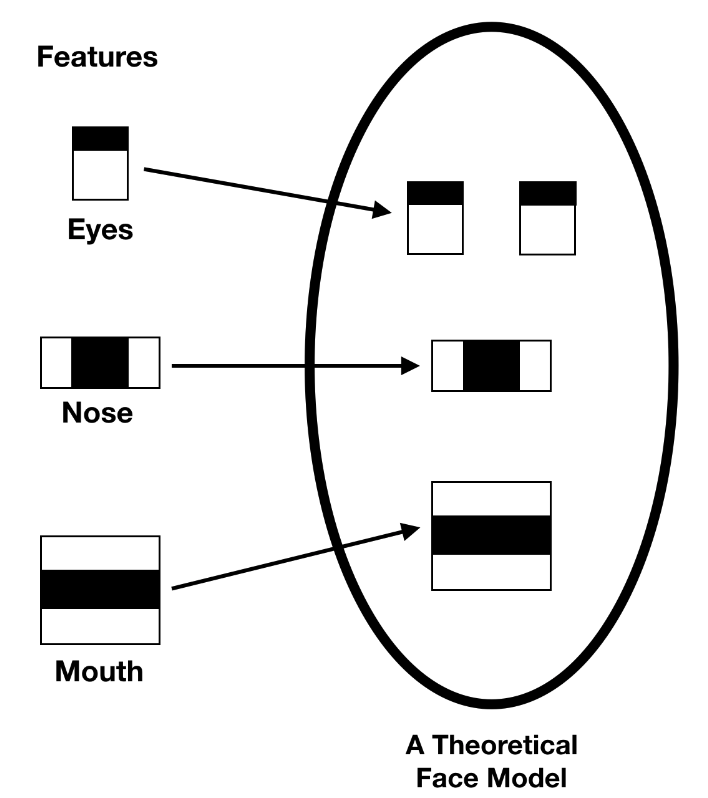 Features
Eyes
Nose
Mouth
A Theoretical
Face Model